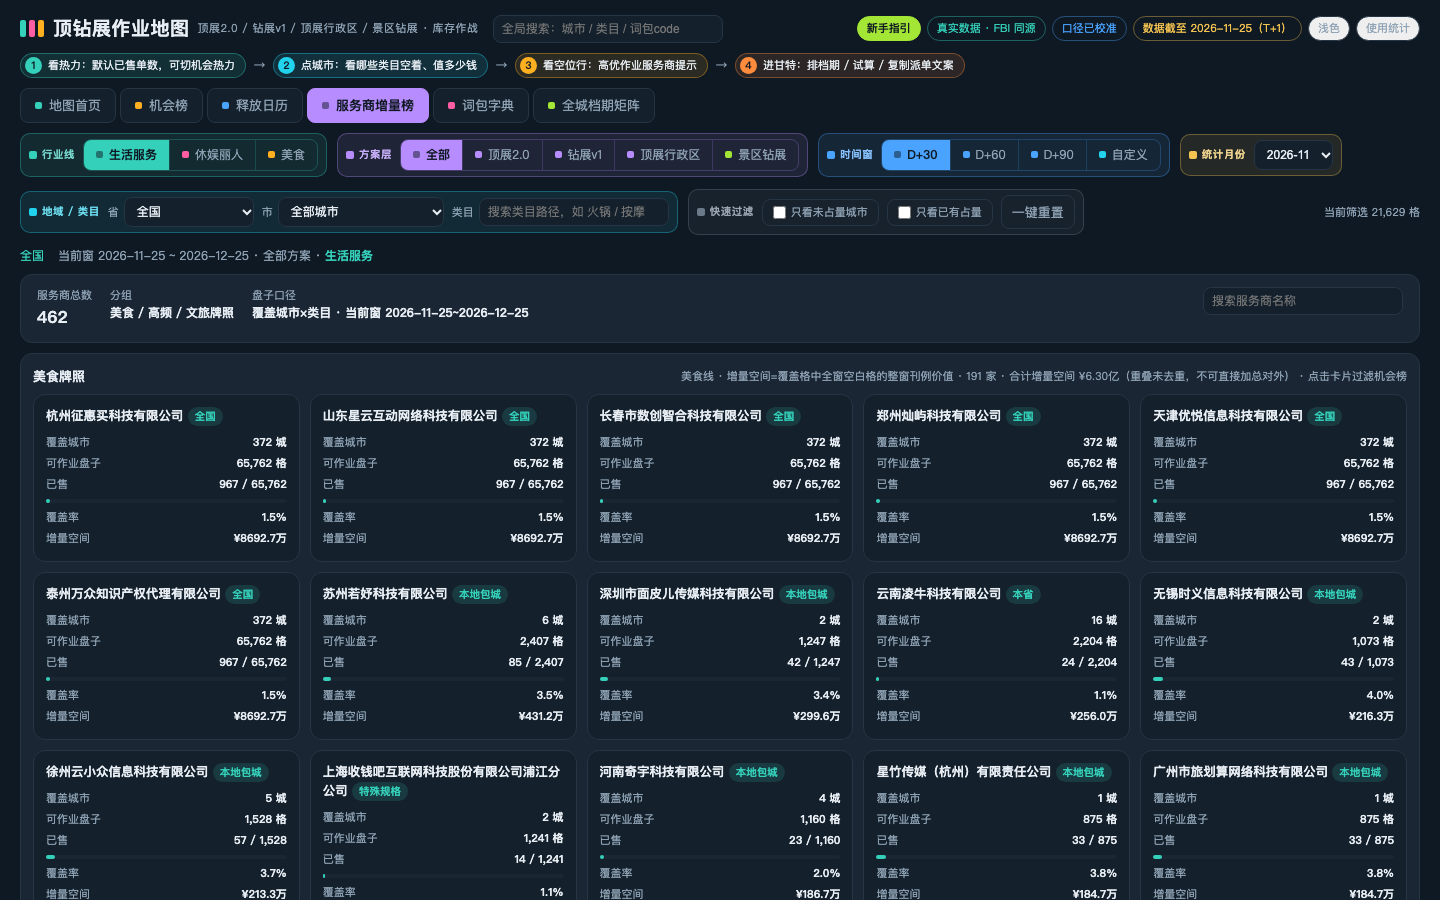 顶钻展作业地图 顶展2.0 / 钻展v1 / 顶展行政区 / 景区钻展 · 库存作战 全局搜索：城市 / 类目 / 词包code 新手指引 真实数据 · FBI 同源 口径已校准 数据截至 2026-11-25（T+1） 浅色 使用统计
1 看热力：默认已售单数，可切机会热力 → 2 点城市：看哪些类目空着、值多少钱 → 3 看空位行：高优作业服务商提示 → 4 进甘特：排档期 / 试算 / 复制派单文案
地图首页 机会榜 释放日历 服务商增量榜 词包字典 全城档期矩阵
行业线 生活服务 休娱丽人 美食 方案层 全部 顶展2.0 钻展v1 顶展行政区 景区钻展 时间窗 D+30 D+60 D+90 自定义 统计月份 2026-11
地域 / 类目 省 全国 市 全部城市 类目 搜索类目路径，如 火锅 / 按摩 快速过滤 只看未占量城市 只看已有占量 一键重置 当前筛选 21,629 格
全国 当前窗 2026-11-25 ~ 2026-12-25 · 全部方案 · 生活服务
服务商总数 分组 盘子口径
462 美食 / 高频 / 文旅牌照 覆盖城市×类目 · 当前窗 2026-11-25~2026-12-25 搜索服务商名称
美食牌照 美食线 · 增量空间=覆盖格中全窗空白格的整窗刊例价值 · 191 家 · 合计增量空间 ¥6.30亿（重叠未去重，不可直接加总对外） · 点击卡片过滤机会榜
杭州征惠买科技有限公司 全国 山东星云互动网络科技有限公司 全国 长春市数创智合科技有限公司 全国 郑州灿屿科技有限公司 全国 天津优悦信息科技有限公司 全国
覆盖城市 372 城 覆盖城市 372 城 覆盖城市 372 城 覆盖城市 372 城 覆盖城市 372 城
可作业盘子 65,762 格 可作业盘子 65,762 格 可作业盘子 65,762 格 可作业盘子 65,762 格 可作业盘子 65,762 格
已售 967 / 65,762 已售 967 / 65,762 已售 967 / 65,762 已售 967 / 65,762 已售 967 / 65,762
覆盖率 1.5% 覆盖率 1.5% 覆盖率 1.5% 覆盖率 1.5% 覆盖率 1.5%
增量空间 ¥8692.7万 增量空间 ¥8692.7万 增量空间 ¥8692.7万 增量空间 ¥8692.7万 增量空间 ¥8692.7万
泰州万众知识产权代理有限公司 全国 苏州若妤科技有限公司 本地包城 深圳市面皮儿传媒科技有限公司 本地包城 云南凌牛科技有限公司 本省 无锡时义信息科技有限公司 本地包城
覆盖城市 372 城 覆盖城市 6 城 覆盖城市 2 城 覆盖城市 16 城 覆盖城市 2 城
可作业盘子 65,762 格 可作业盘子 2,407 格 可作业盘子 1,247 格 可作业盘子 2,204 格 可作业盘子 1,073 格
已售 967 / 65,762 已售 85 / 2,407 已售 42 / 1,247 已售 24 / 2,204 已售 43 / 1,073
覆盖率 1.5% 覆盖率 3.5% 覆盖率 3.4% 覆盖率 1.1% 覆盖率 4.0%
增量空间 ¥8692.7万 增量空间 ¥431.2万 增量空间 ¥299.6万 增量空间 ¥256.0万 增量空间 ¥216.3万
徐州云小众信息科技有限公司 本地包城 上海收钱吧互联网科技股份有限公司浦江分公司 特殊规格 河南奇宇科技有限公司 本地包城 星竹传媒（杭州）有限责任公司 本地包城 广州市旅划算网络科技有限公司 本地包城
覆盖城市 5 城 覆盖城市 2 城 覆盖城市 4 城 覆盖城市 1 城 覆盖城市 1 城
可作业盘子 1,528 格 可作业盘子 1,241 格 可作业盘子 1,160 格 可作业盘子 875 格 可作业盘子 875 格
已售 57 / 1,528 已售 14 / 1,241 已售 23 / 1,160 已售 33 / 875 已售 33 / 875
覆盖率 3.7% 覆盖率 1.1% 覆盖率 2.0% 覆盖率 3.8% 覆盖率 3.8%
增量空间 ¥213.3万 增量空间 ¥186.7万 增量空间 ¥184.7万 增量空间 ¥184.7万